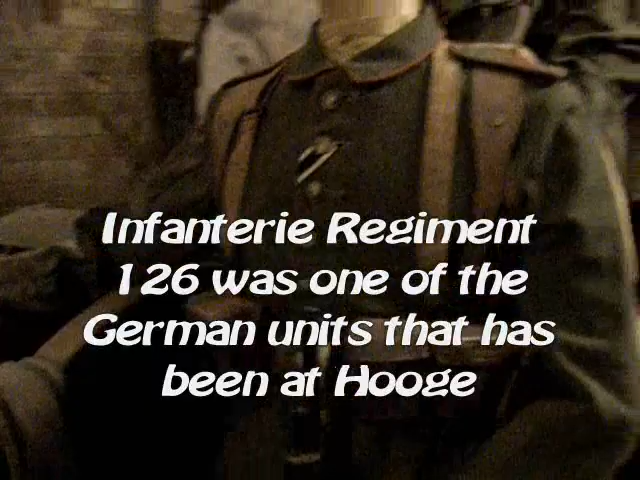 Infanterie Regiment
126 was one of the
German units that has
been at Hooge